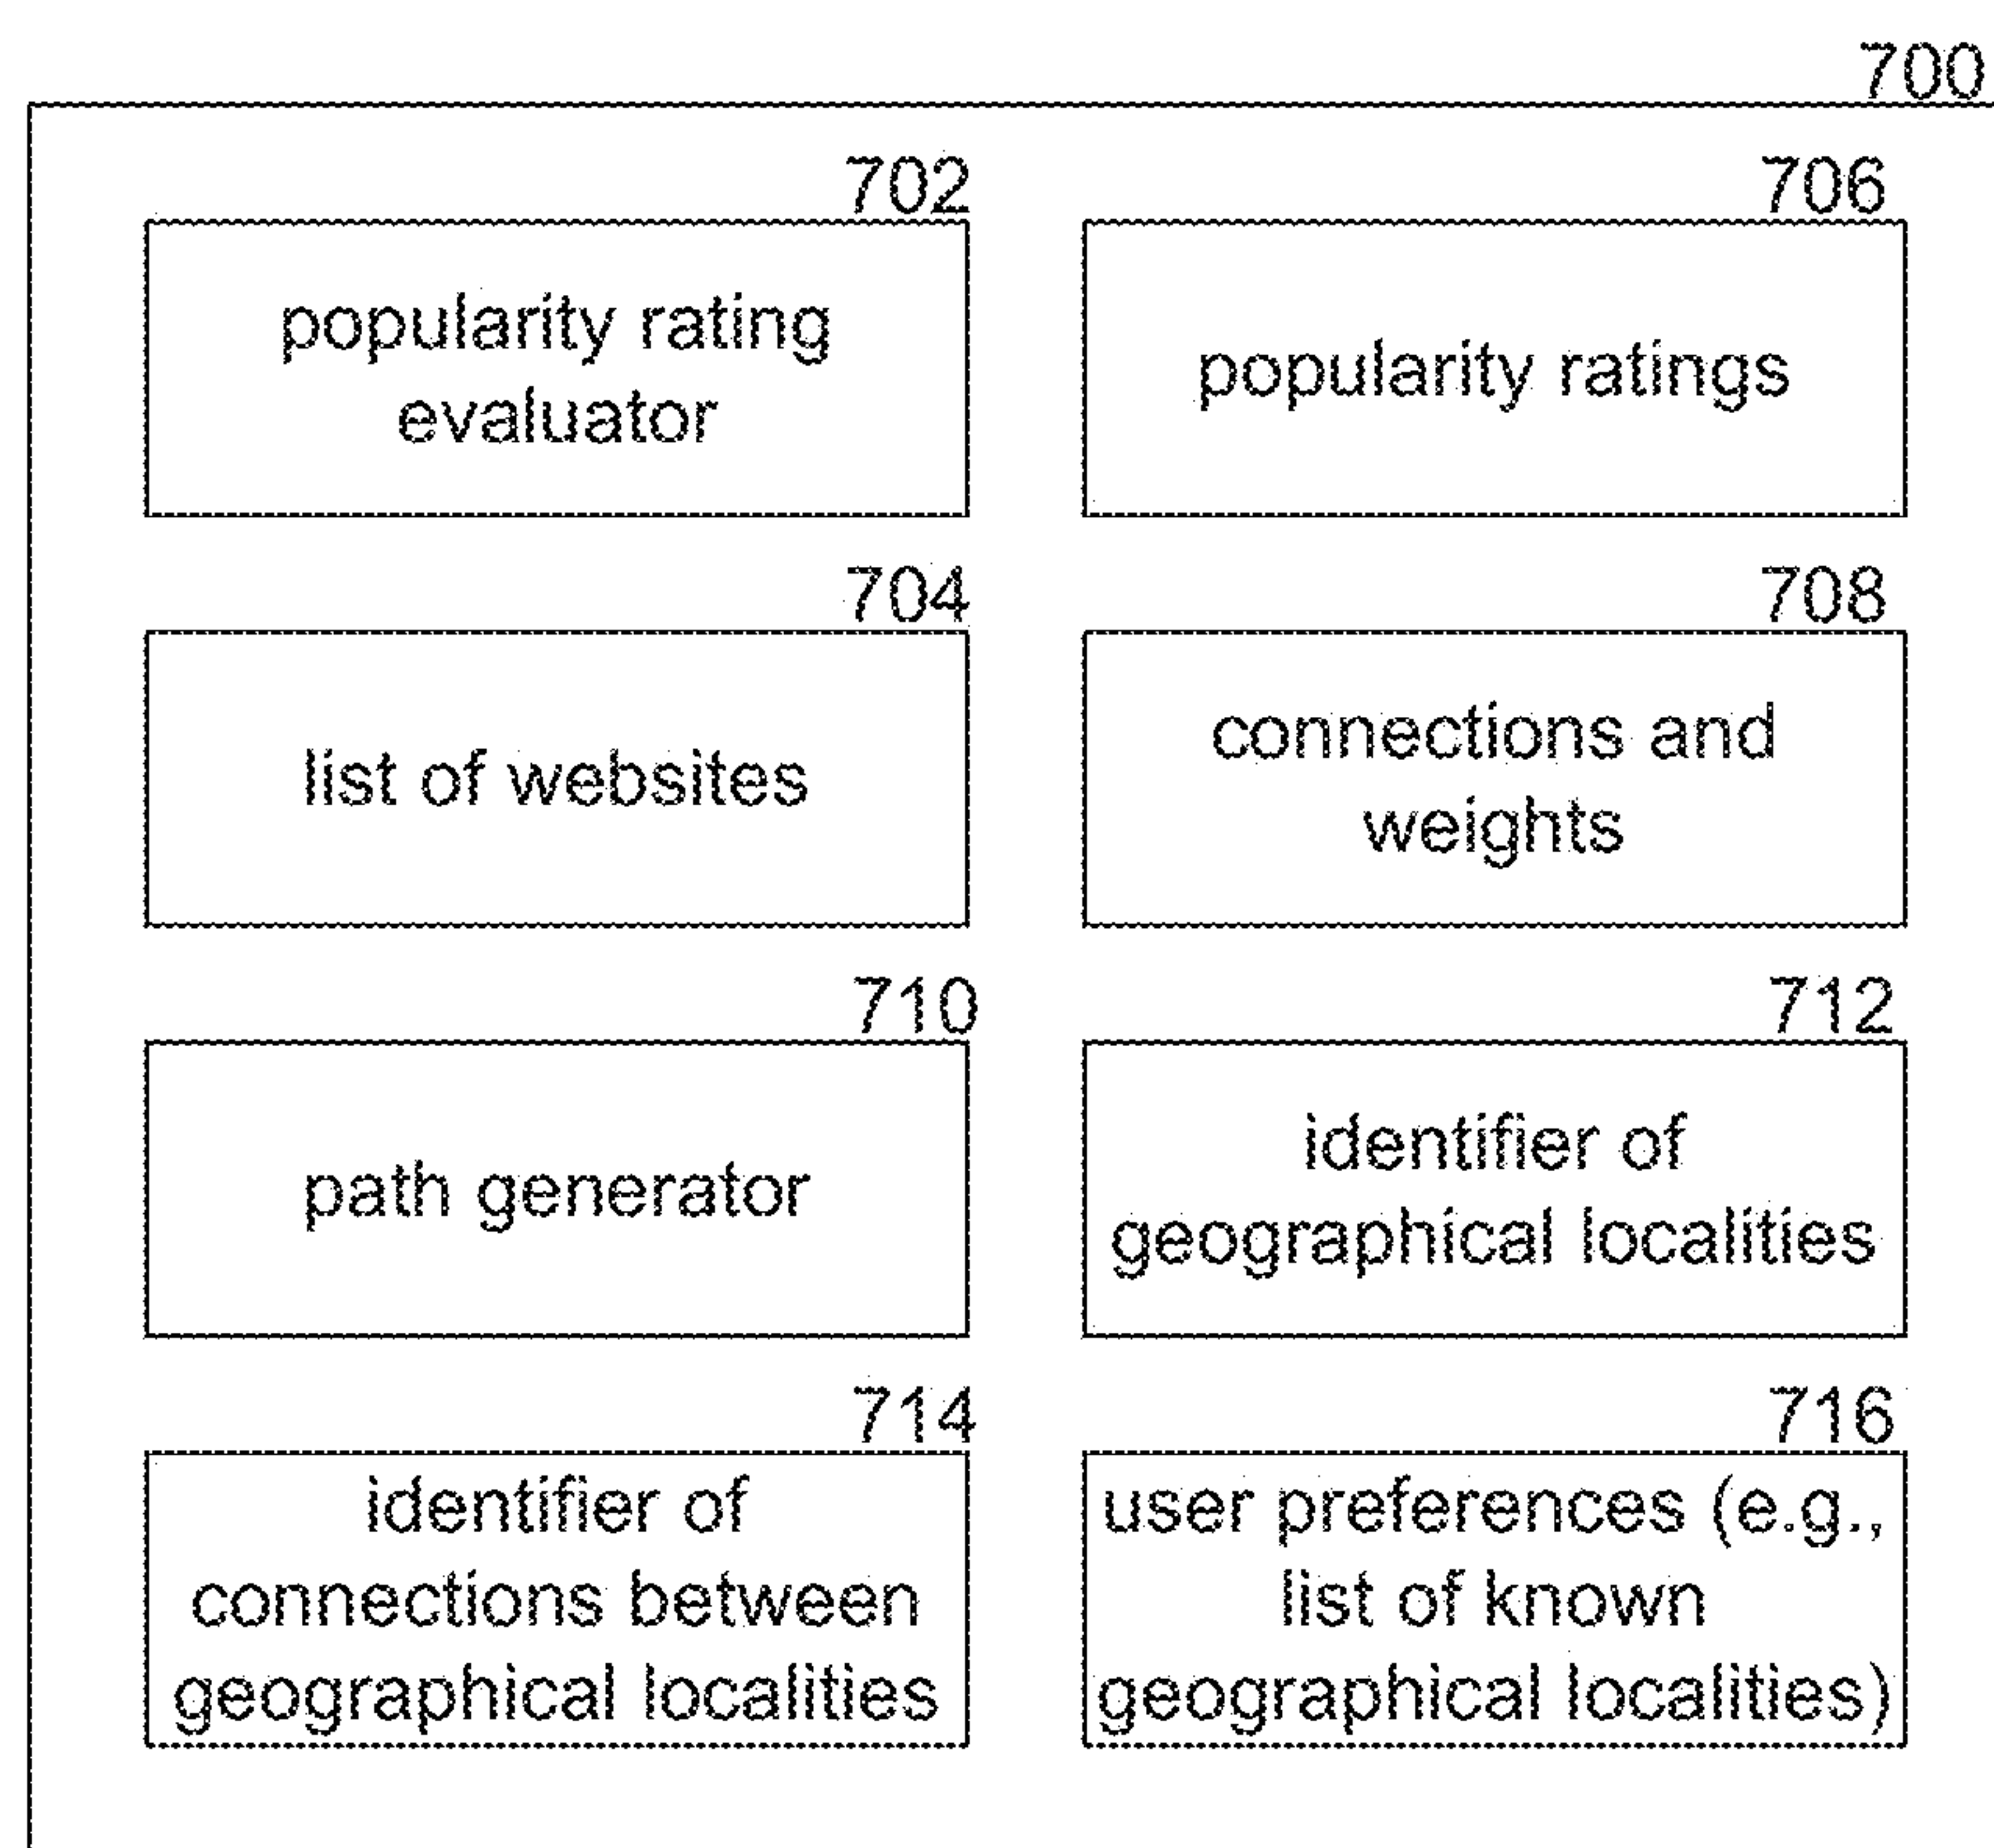 700
702
popularity rating
evaluator
706
popularity ratings
704
list of websites
708
connections and
weights
710
path generator
712
identifier of
geographical localities
714
identifier of
connections between
geographical localities
716
user preferences (e.g.,
list of known
geographical localities)